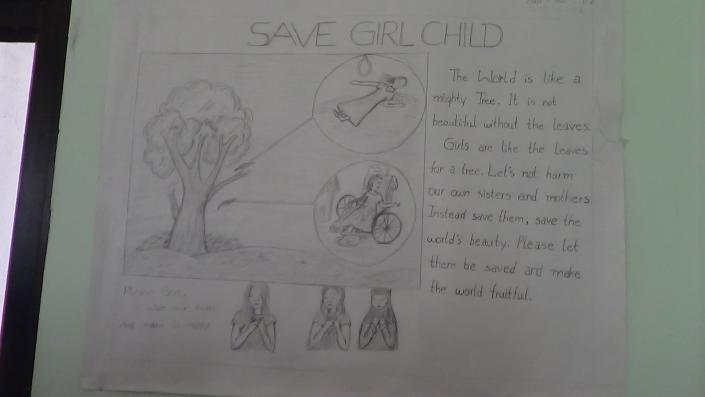 SAVE GIRL CHILD
The World is like a
mighty Tree. It is not
beautiful without the leaves.
Girls are like the leaves
for a tree. Let's not harm
our own sisters and mothers
Instead save them, save the
world's beauty. Please let
them be saved and make
the world fruitful.
Please God,